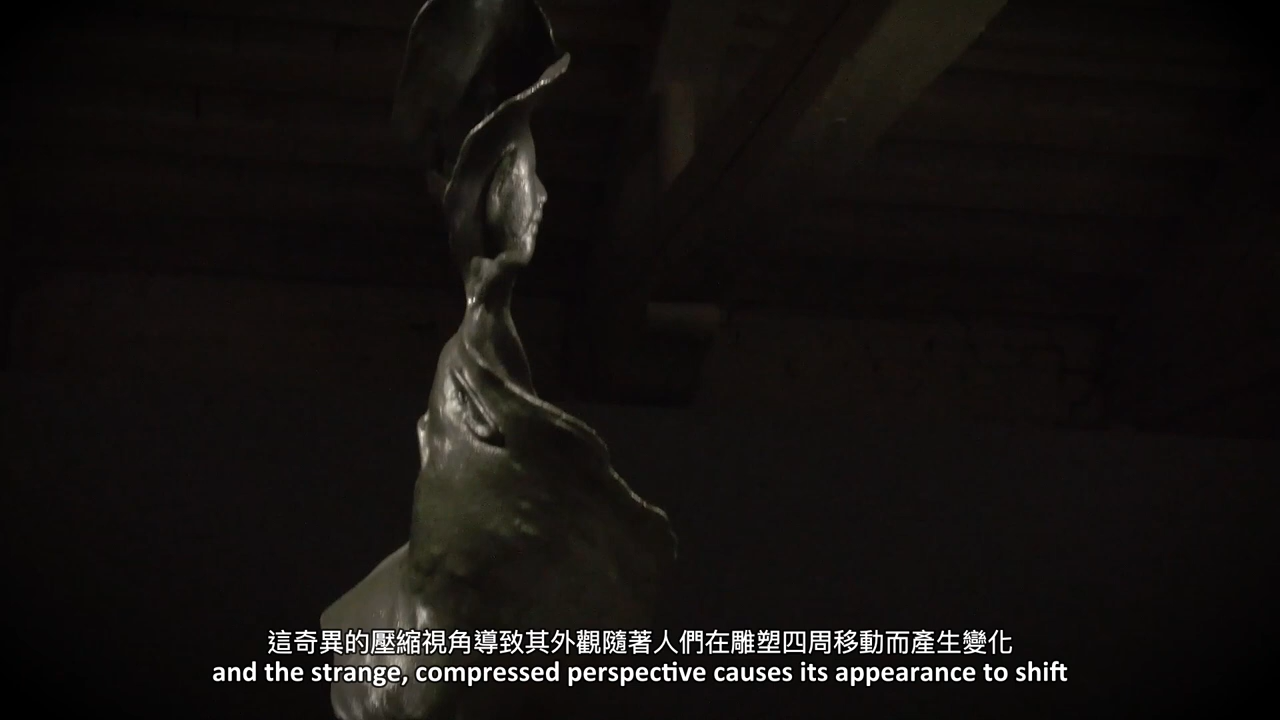 這奇異的壓縮視角導致其外觀隨著人們在雕塑四周移動而產生變化
and the strange, compressed perspective causes its appearance to shift